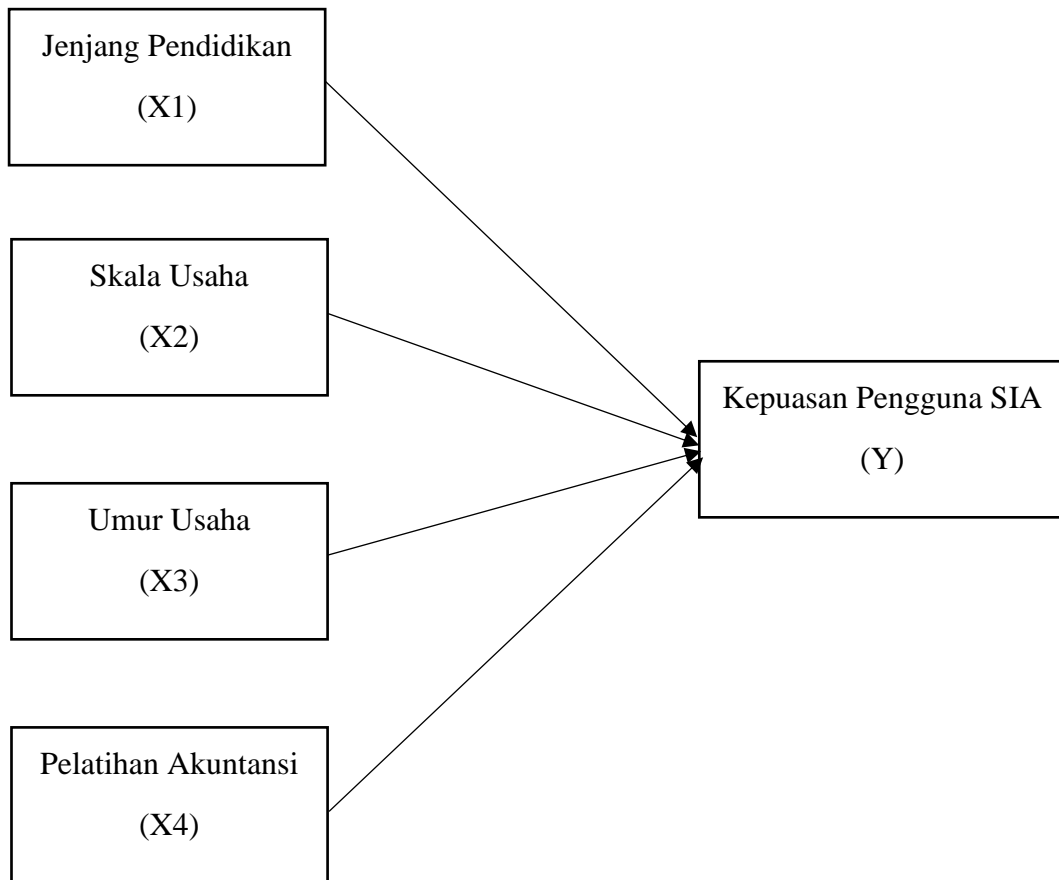 Jenjang Pendidikan
(X1)
Skala Usaha
(X2)
Kepuasan Pengguna SIA
(Y)
Umur Usaha
(X3)
Pelatihan Akuntansi
(X4)